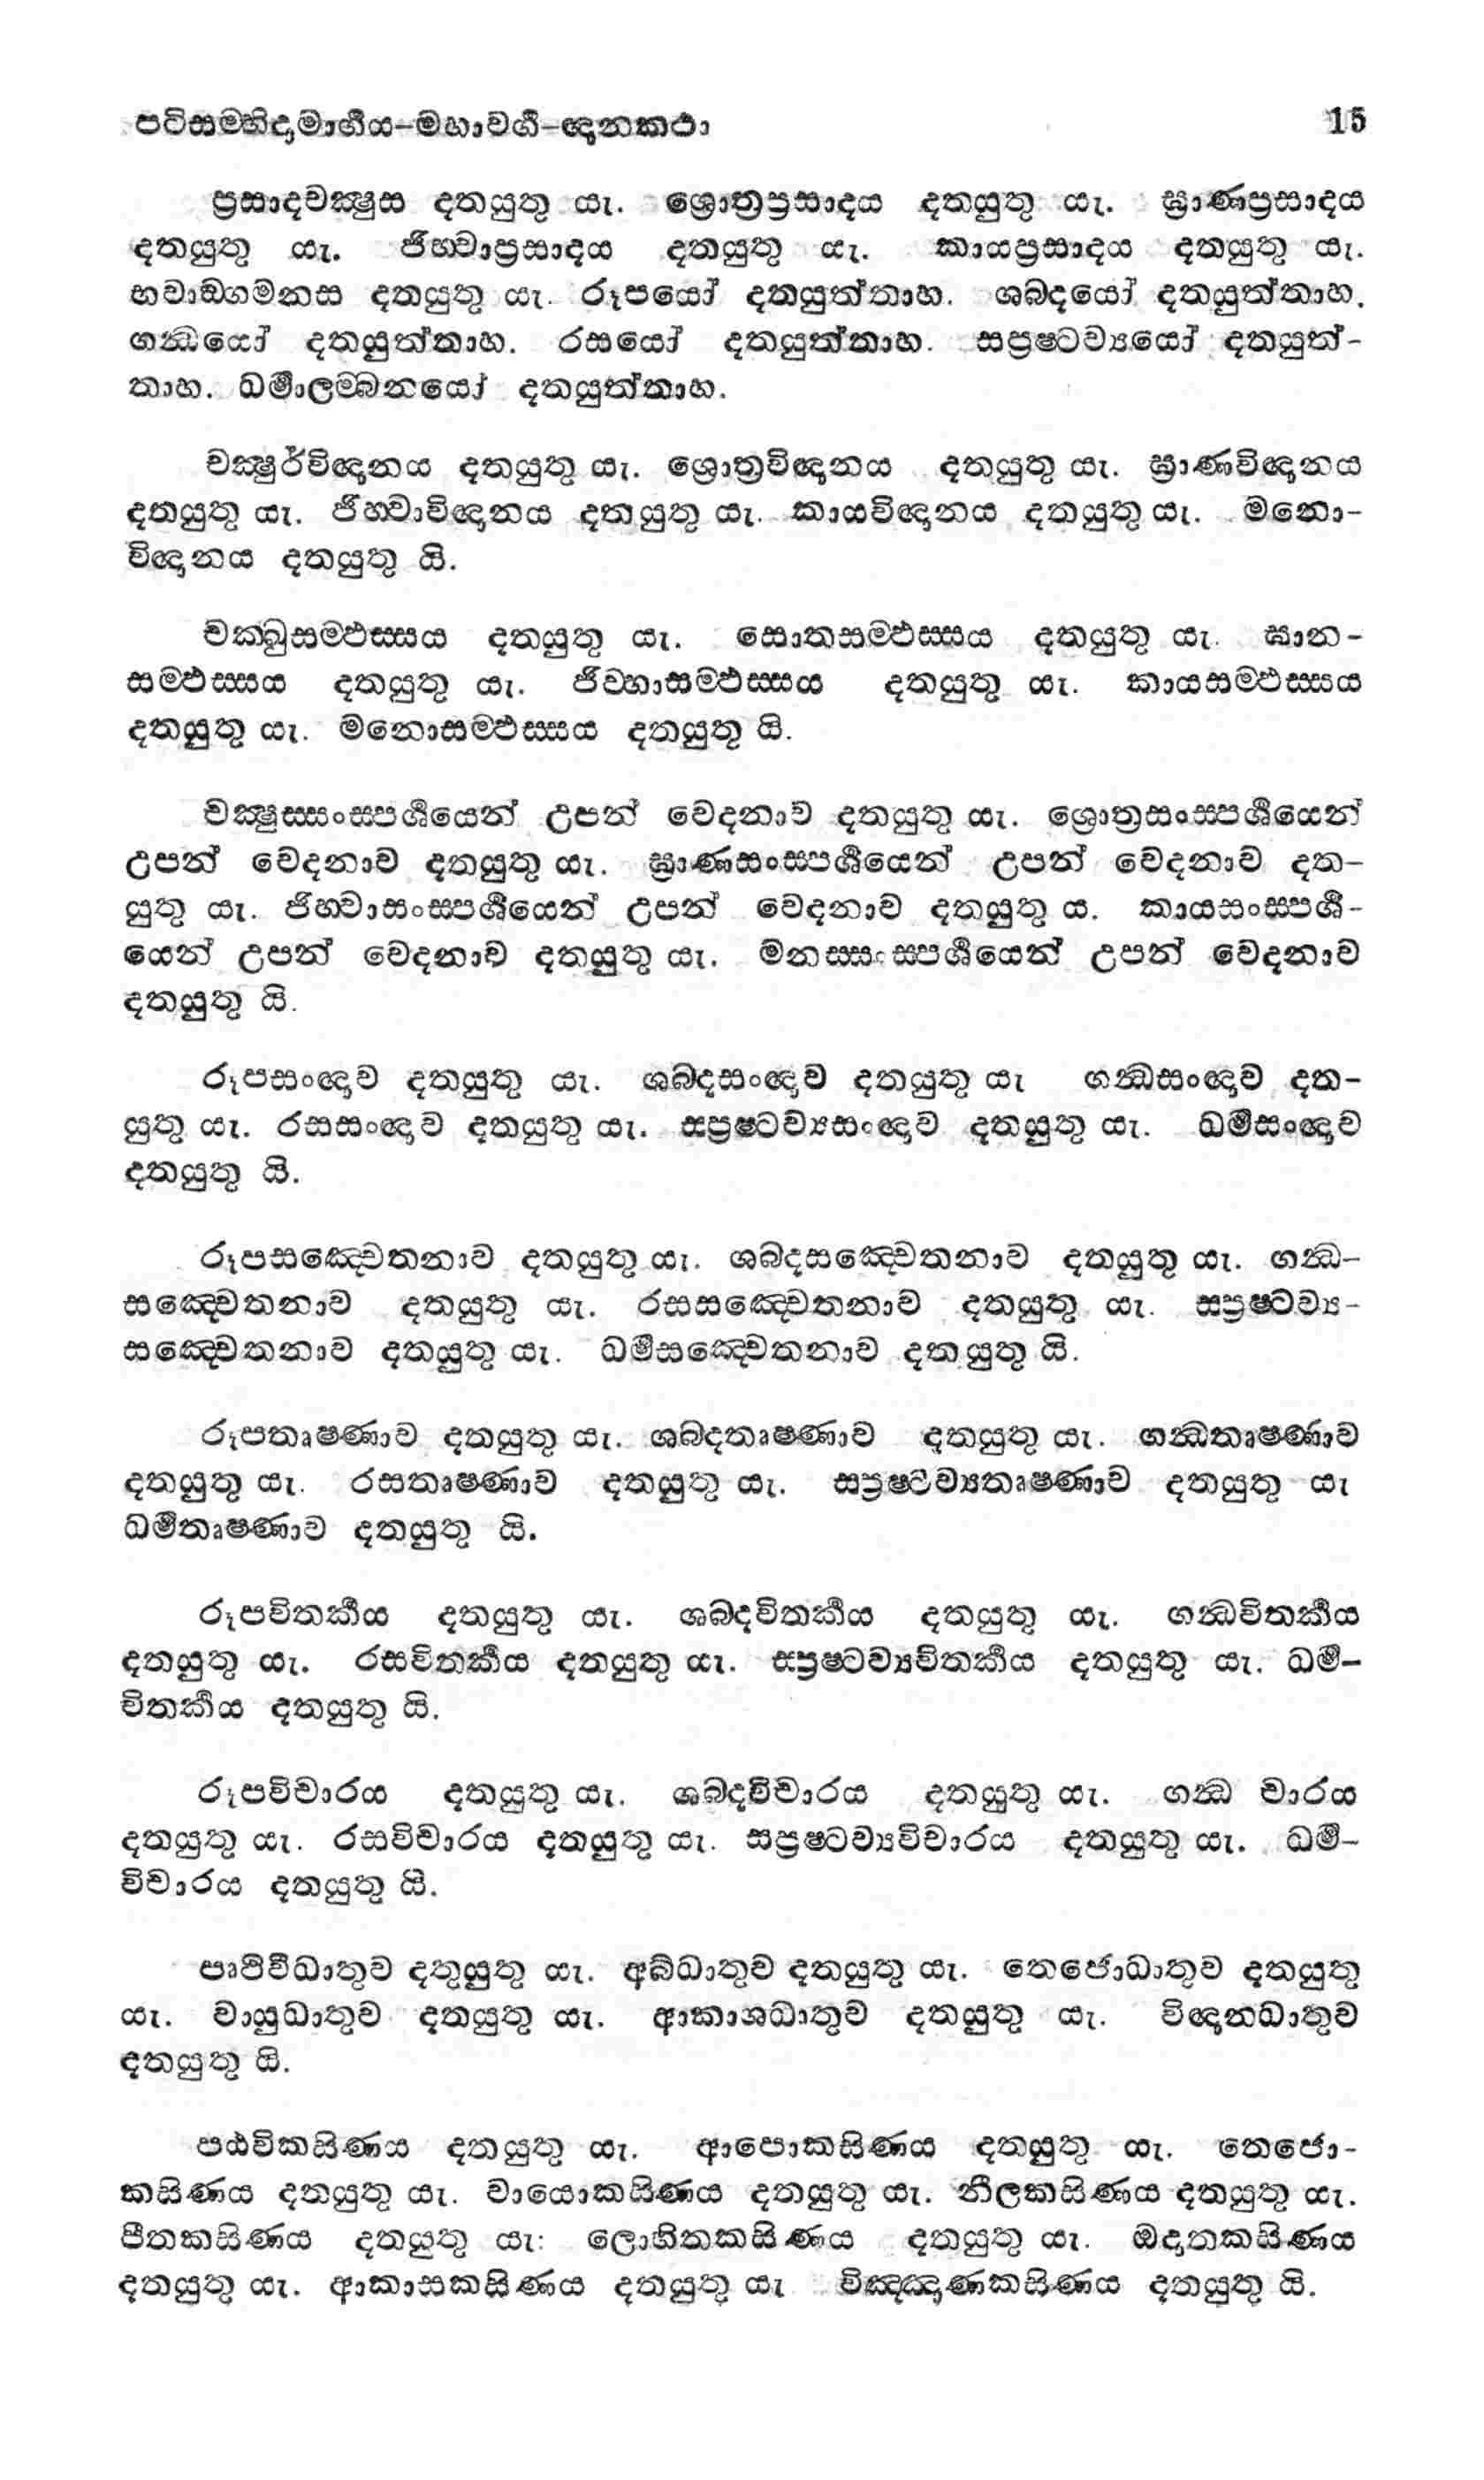 පටිසම්භිදාමාර්ගය-මහාවර්ග-ඥානකථා 15
ප්‍රසාදචක්‍ෂුස දතයුතු යැ. ශ්‍රොත්‍රප්‍රසාදය දතයුතු යැ. ඝ්‍රාණප්‍රසාදය
දතයුතු යැ. ජිහ්වාප්‍රසාදය දතයුතු යැ. කායප්‍රසාදය දතයුතු යැ.
භවාඞ්ගමනස දතයුතු යැ. රූපයෝ දතයුත්තාහ. ශබ්දයෝ දතයුත්තාහ.
ගන්‍ධයෝ දතයුත්තාහ. රසයෝ දතයුත්තාහ. ස්ප්‍රෂ්ටව්‍යයෝ දතයුත්-
තාහ. ධර්මාලම්බනයෝ දතයුත්තාහ.
චක්‍ෂුර්විඥානය දතයුතු යැ. ශ්‍රොත්‍රවිඥානය දතයුතු යැ. ඝ්‍රාණවිඥානය
දතයුතු යැ. ජිහ්වාවිඥානය දතයුතු යැ. කායවිඥානය දතයුතු යැ. මනො-
විඥානය දතයුතු යි.
චක්ඛුසම්ඵස්සය දතයුතු යැ. සොතසම්ඵස්සය දතයුතු යැ. ඝාන-
සම්ඵස්සය දතයුතු යැ. ජිව්හාසම්ඵස්සය දතයුතු යැ. කායසම්ඵස්සය
දතයුතු යැ. මනොසම්ඵස්සය දතයුතු යි.
චක්‍ෂුස්සංස්පර්ශයෙන් උපන් වෙදනාව දතයුතු යැ. ශ්‍රොත්‍රසංස්පර්ශයෙන්
උපන් වෙදනාව දතයුතු යැ. ඝ්‍රාණසංස්පර්ශයෙන් උපන් වෙදනාව දත-
යුතු යැ. ජිහ්වාසංස්පර්ශයෙන් උපන් වෙදනාව දතයුතු ය. කායසංස්පර්ශ-
යෙන් උපන් වෙදනාව දතයුතු යැ. මනස්සංස්පර්ශයෙන් උපන් වෙදනාව
දතයුතු යි.
රූපසංඥාව දතයුතු යැ. ශබ්දසංඥාව දතයුතු යැ ගන්‍ධසංඥාව දත-
යුතු යැ. රසසංඥාව දතයුතු යැ. ස්ප්‍රෂ්ටව්‍යසංඥාව දතයුතු යැ. ධර්මසංඥාව
දතයුතු යි.
රූපසඤ්චෙතනාව දතයුතු යැ. ශබ්දසඤ්චෙතනාව දතයුතු යැ. ගන්‍ධ-
සඤ්චෙතනාව දතයුතු යැ. රසසඤ්චෙතනාව දතයුතු යැ. ස්ප්‍රෂ්ටව්‍ය-
සඤ්චෙතනාව දතයුතු යැ. ධර්මසඤ්චෙතනාව දතයුතු යි.
රූපතෘෂ්ණාව දතයුතු යැ. ශබ්දතෘෂ්ණාව දතයුතු යැ. ගන්‍ධතෘෂ්ණාව
දතයුතු යැ. රසතෘෂ්ණාව දතයුතු යැ. ස්ප්‍රෂ්ටව්‍යතෘෂ්ණාව දතයුතු යැ
ධර්මතෘෂ්ණාව දතයුතු යි.
රූපවිතර්කය දතයුතු යැ. ශබ්දවිතර්කය දතයුතු යැ. ගන්‍ධවිතර්කය
දතයුතු යැ. රසවිතර්කය දතයුතු යැ. ස්ප්‍රෂ්ටව්‍යවිතර්කය දතයුතු යැ. ධර්ම-
විතර්කය දතයුතු යි.
රූපවිචාරය දතයුතු යැ. ශබ්දවිචාරය දතයුතු යැ. ගන්‍ධ චාරය
දතයුතු යැ. රසවිචාරය දතයුතු යැ. ස්ප්‍රෂ්ටව්‍යවිචාරය දතයුතු යැ. ධර්ම-
විචාරය දතයුතු යි.
පෘථිවීධාතුව දතුයුතු යැ. අබ්ධාතුව දතයුතු යැ. තෙජොධාතුව දතයුතු
යැ. වායුධාතුව දතයුතු යැ. ආකාශධාතුව දතයුතු යැ. විඥානධාතුව
දතයුතු යි.
පඨවිකසිණය දතයුතු යැ. ආපොකසිණය දතයුතු යැ. තෙජො-
කසිණය දතයුතු යැ. වායොකසිණය දතයුතු යැ. නීලකසිණය දතයුතු යැ.
පීතකසිණය දතයුතු යැ: ලොහිතකසිණය දතයුතු යැ. ඔදාතකසිණය
දතයුතු යැ. ආකාසකසිණය දතයුතු යැ විඤ්ඤාණකසිණය දතයුතු යි.